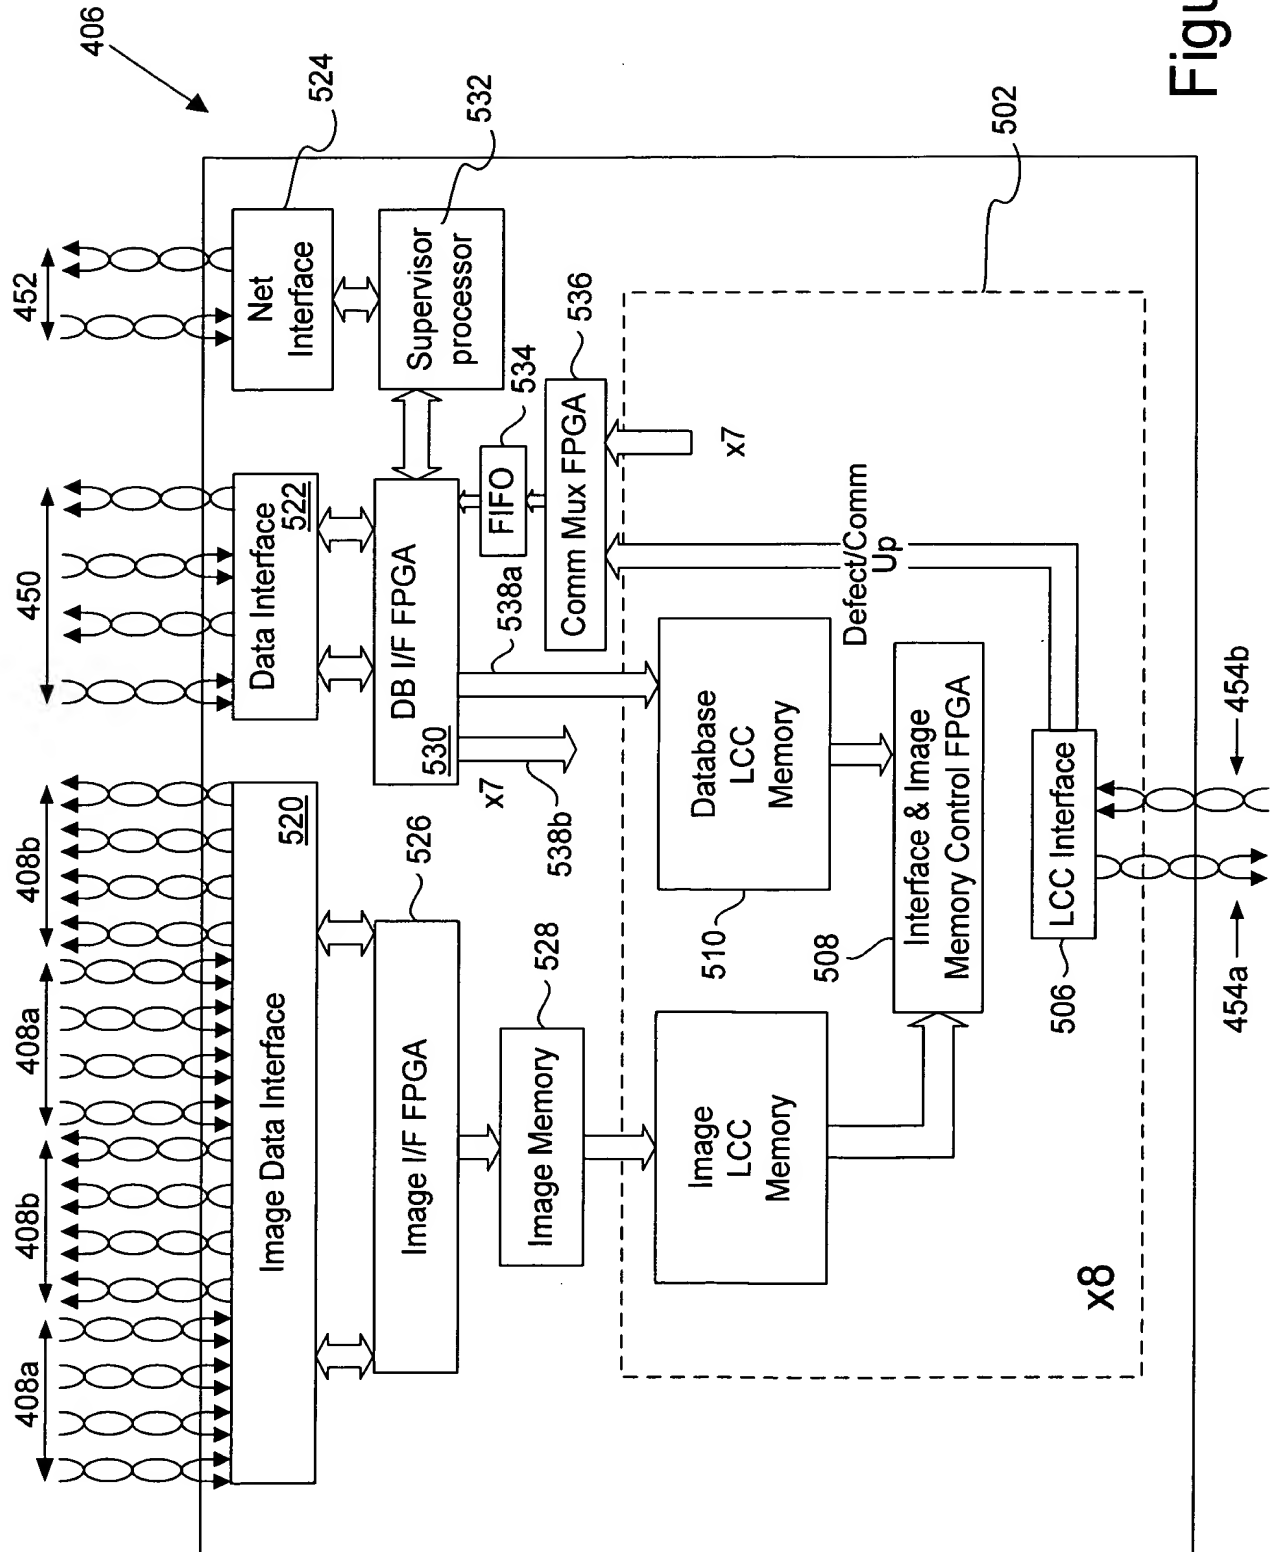 406
408a
408b
408a
408b
450
452
524
532
Image Data Interface
520
Data Interface
522
Net
Interface
Image I/F FPGA
526
DB I/F FPGA
530
Supervisor
processor
FIFO
534
538a
x7
538b
Image Memory
528
Comm Mux FPGA
536
x7
502
Image
LCC
Memory
Database
LCC
Memory
510
Defect/Comm
Up
508
Interface & Image
Memory Control FPGA
506
LCC Interface
x8
454a
454b